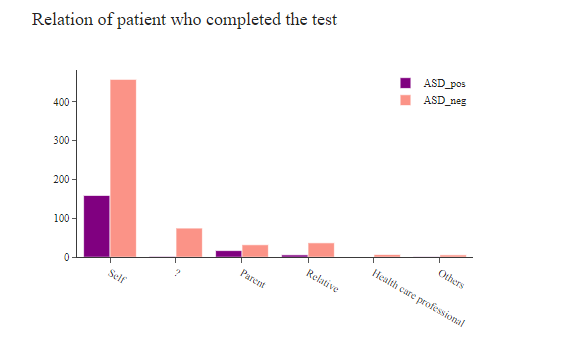 Relation of patient who completed the test
ASD_pos
ASD_neg
400
300
200
100
0
Self
?
Parent
Relative
Health care professional
Others